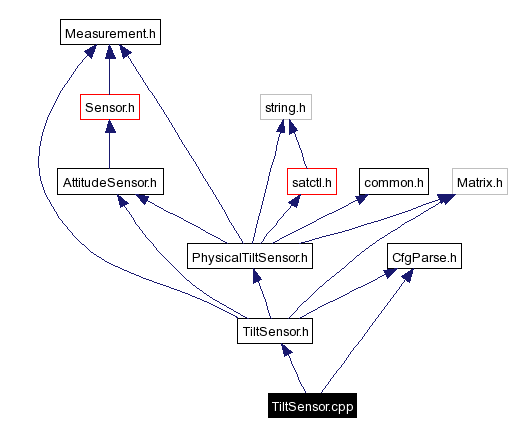 Measurement.h
Sensor.h
string.h
AttitudeSensor.h
satctl.h
common.h
Matrix.h
PhysicalTiltSensor.h
CfgParse.h
TiltSensor.h
TiltSensor.cpp